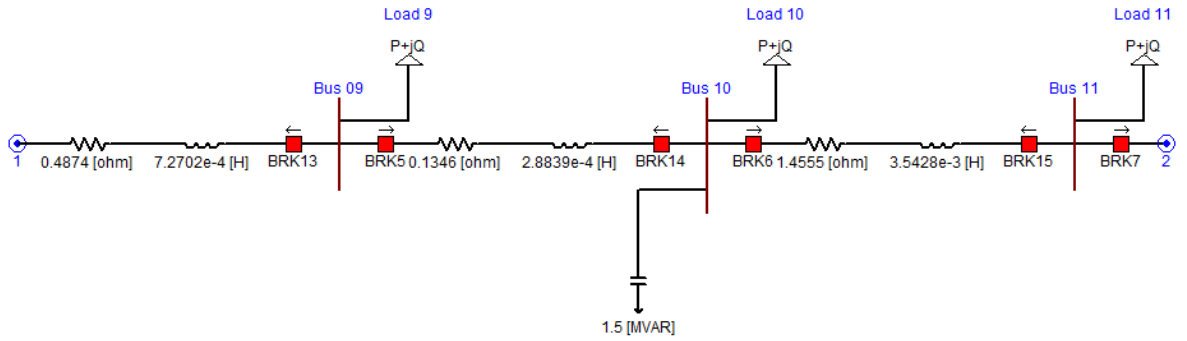 Load 9
Load 10
Load 11
P+jQ
P+jQ
P+jQ
Bus 09
Bus 10
Bus 11
1
0.4874 [ohm]
7.2702e-4 [H]
BRK13
BRK5
0.1346 [ohm]
2.8839e-4 [H]
BRK14
BRK6
1.4555 [ohm]
3.5428e-3 [H]
BRK15
BRK7
2
1.5 [MVAR]